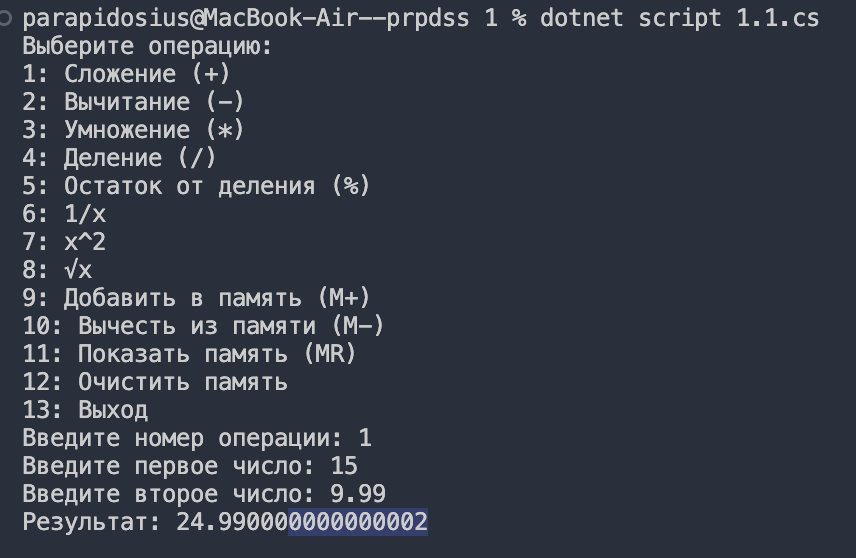 parapidosius@MacBook-Air--prpdss 1 % dotnet script 1.1.cs
Выберите операцию:
1: Сложение (+)
2: Вычитание (-)
3: Умножение (*)
4: Деление (/)
5: Остаток от деления (%)
6: 1/x
7: x^2
8: √x
9: Добавить в память (M+)
10: Вычесть из памяти (M-)
11: Показать память (MR)
12: Очистить память
13: Выход
Введите номер операции: 1
Введите первое число: 15
Введите второе число: 9.99
Результат: 24.990000000000002